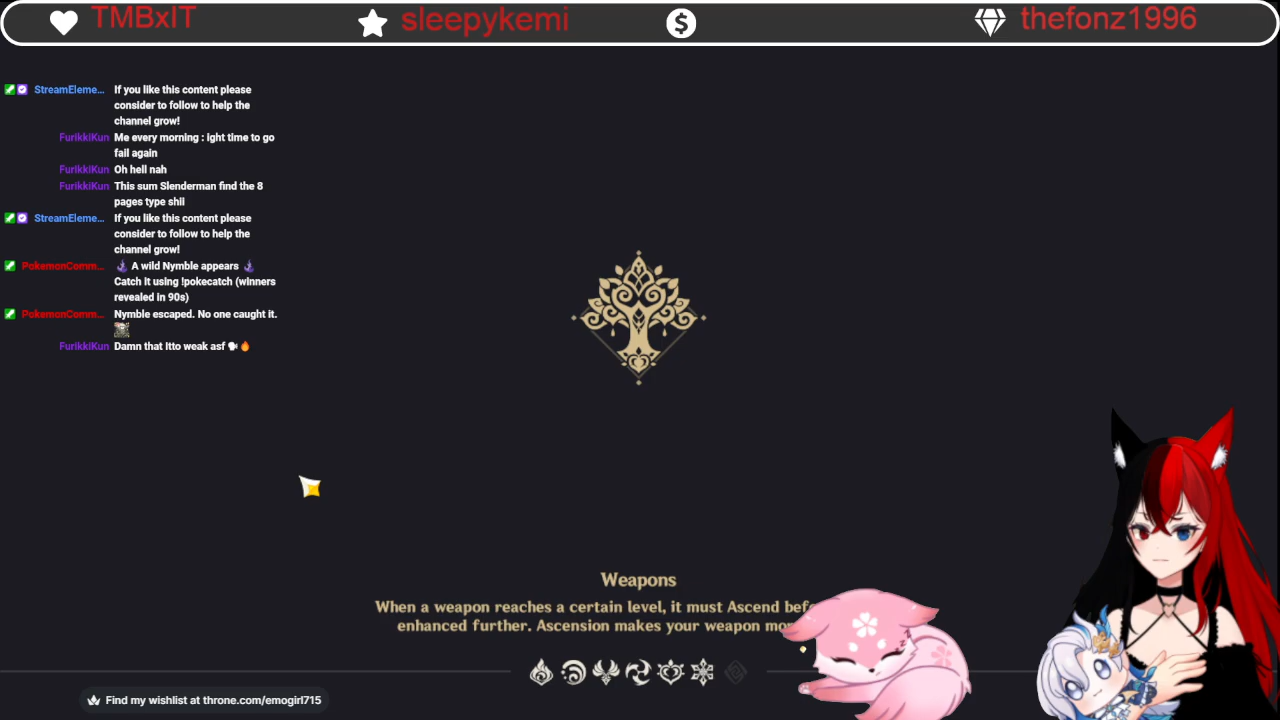 TMBxIT
sleepykemi
thefonz1996
StreamEleme... If you like this content please
consider to follow to help the
channel grow!
FurikkiKun Me every morning : ight time to go
fail again
FurikkiKun Oh hell nah
FurikkiKun This sum Slenderman find the 8
pages type shii
StreamEleme... If you like this content please
consider to follow to help the
channel grow!
PokemonComm... A wild Nymble appears
Catch it using !pokecatch (winners
revealed in 90s)
PokemonComm... Nymble escaped. No one caught it.
FurikkiKun Damn that Itto weak asf
Weapons
When a weapon reaches a certain level, it must Ascend
enhanced further. Ascension makes your weapon
Find my wishlist at throne.com/emogirl715